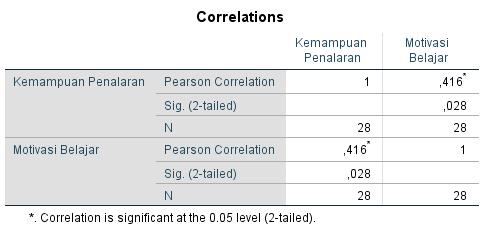 Correlations
Kemampuan Penalaran Motivasi Belajar
Kemampuan Penalaran Pearson Correlation 1 ,416*
Sig. (2-tailed) ,028
N 28 28
Motivasi Belajar Pearson Correlation ,416* 1
Sig. (2-tailed) ,028
N 28 28
*. Correlation is significant at the 0.05 level (2-tailed).